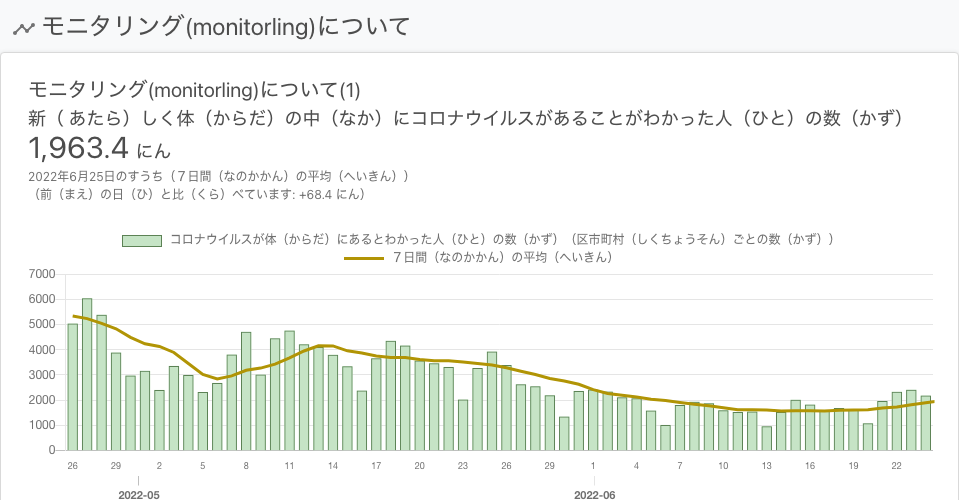 モニタリング(monitorling)について
モニタリング(monitorling)について(1)
新（ あたら）しく体（からだ）の中（なか）にコロナウイルスがあることがわかった人（ひと）の数（かず）
1,963.4 にん
2022年6月25日のすうち（７日間（なのかかん）の平均（へいきん））
（前（まえ）の日（ひ）と比（くら）べています: +68.4 にん）
コロナウイルスが体（からだ）にあるとわかった人（ひと）の数（かず）（区市町村（しくちょうそん）ごとの数（かず））
７日間（なのかかん）の平均（へいきん）
7000
6000
5000
4000
3000
2000
1000
0
26 29 2 5 8 11 14 17 20 23 26 29 1 4 7 10 13 16 19 22
2022-05 2022-06